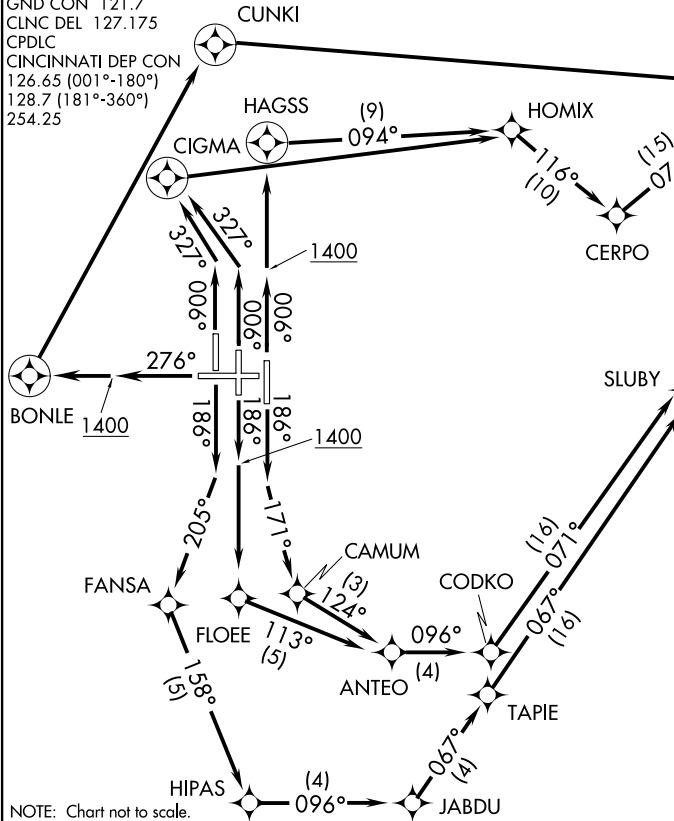 GND CON 121.7
CLNC DEL 127.175
CPDLC
CINCINNATI DEP CON
126.65 (001°-180°)
128.7 (181°-360°)
254.25
CUNKI
HAGSS
(9)
094°
HOMIX
CIGMA
116°
(10)
(15)
07
CERPO
327°
327°
1400
006°
006°
006°
276°
BONLE
1400
186°
186°
186°
1400
SLUBY
205°
171°
CAMUM
(3)
124°
CODKO
(16)
071°
067°
(16)
FANSA
FLOEE
113°
(5)
096°
(4)
ANTEO
TAPIE
158°
(5)
067°
(4)
HIPAS
(4)
096°
JABDU
NOTE: Chart not to scale.